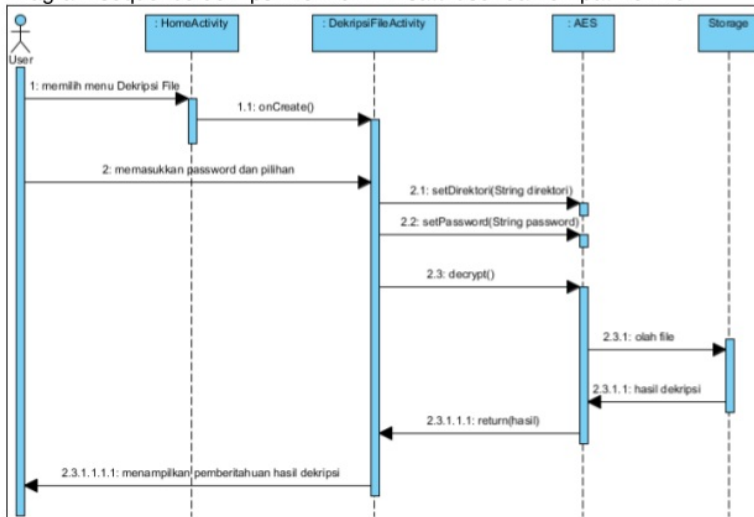 : HomeActivity
: DekripsiFileActivity
: AES
Storage
User
1: memilih menu Dekripsi File
1.1: onCreate()
2: memasukkan password dan pilihan
2.1: setDirektori(String direktori)
2.2: setPassword(String password)
2.3: decrypt()
2.3.1: olah file
2.3.1.1: hasil dekripsi
2.3.1.1.1: return(hasil)
2.3.1.1.1.1: menampilkan pemberitahuan hasil dekripsi